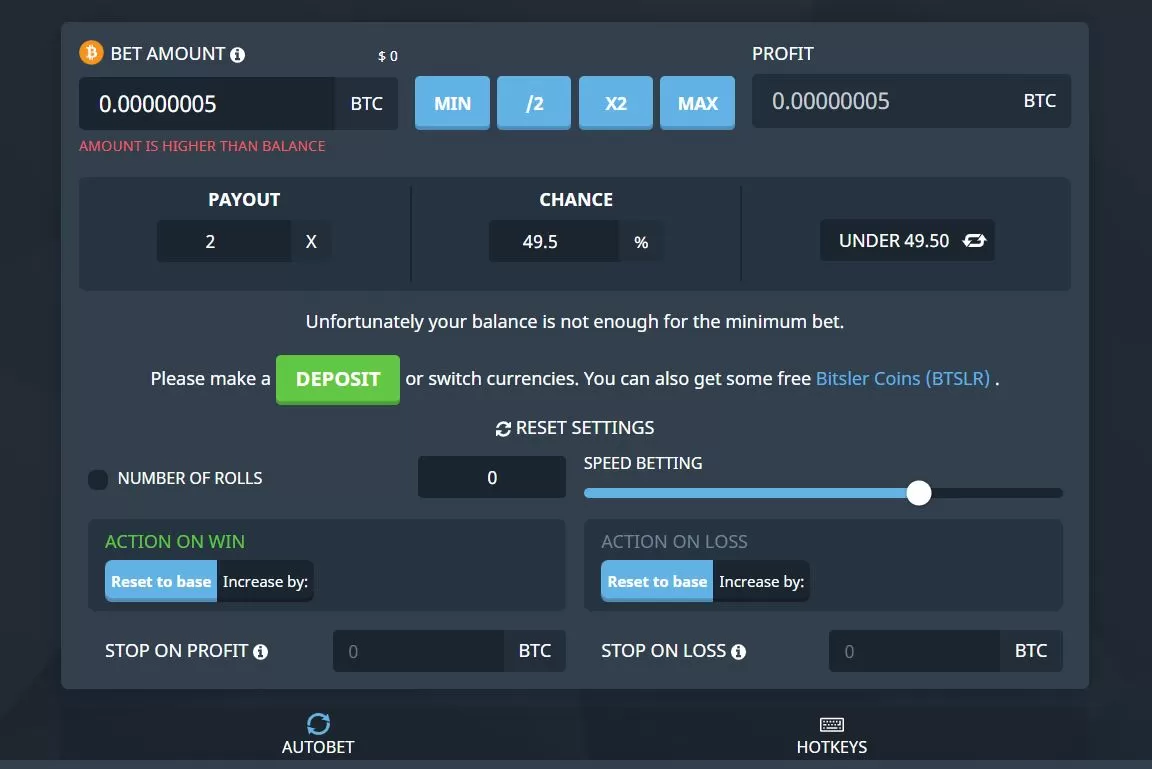 BET AMOUNT
$ 0
PROFIT
0.00000005 BTC
MIN
/2
X2
MAX
0.00000005 BTC
AMOUNT IS HIGHER THAN BALANCE
PAYOUT
CHANCE
2 X
49.5 %
UNDER 49.50
Unfortunately your balance is not enough for the minimum bet.
Please make a DEPOSIT or switch currencies. You can also get some free Bitsler Coins (BTSLR) .
RESET SETTINGS
NUMBER OF ROLLS
0
SPEED BETTING
ACTION ON WIN
Reset to base Increase by:
ACTION ON LOSS
Reset to base Increase by:
STOP ON PROFIT
0 BTC
STOP ON LOSS
0 BTC
AUTOBET
HOTKEYS